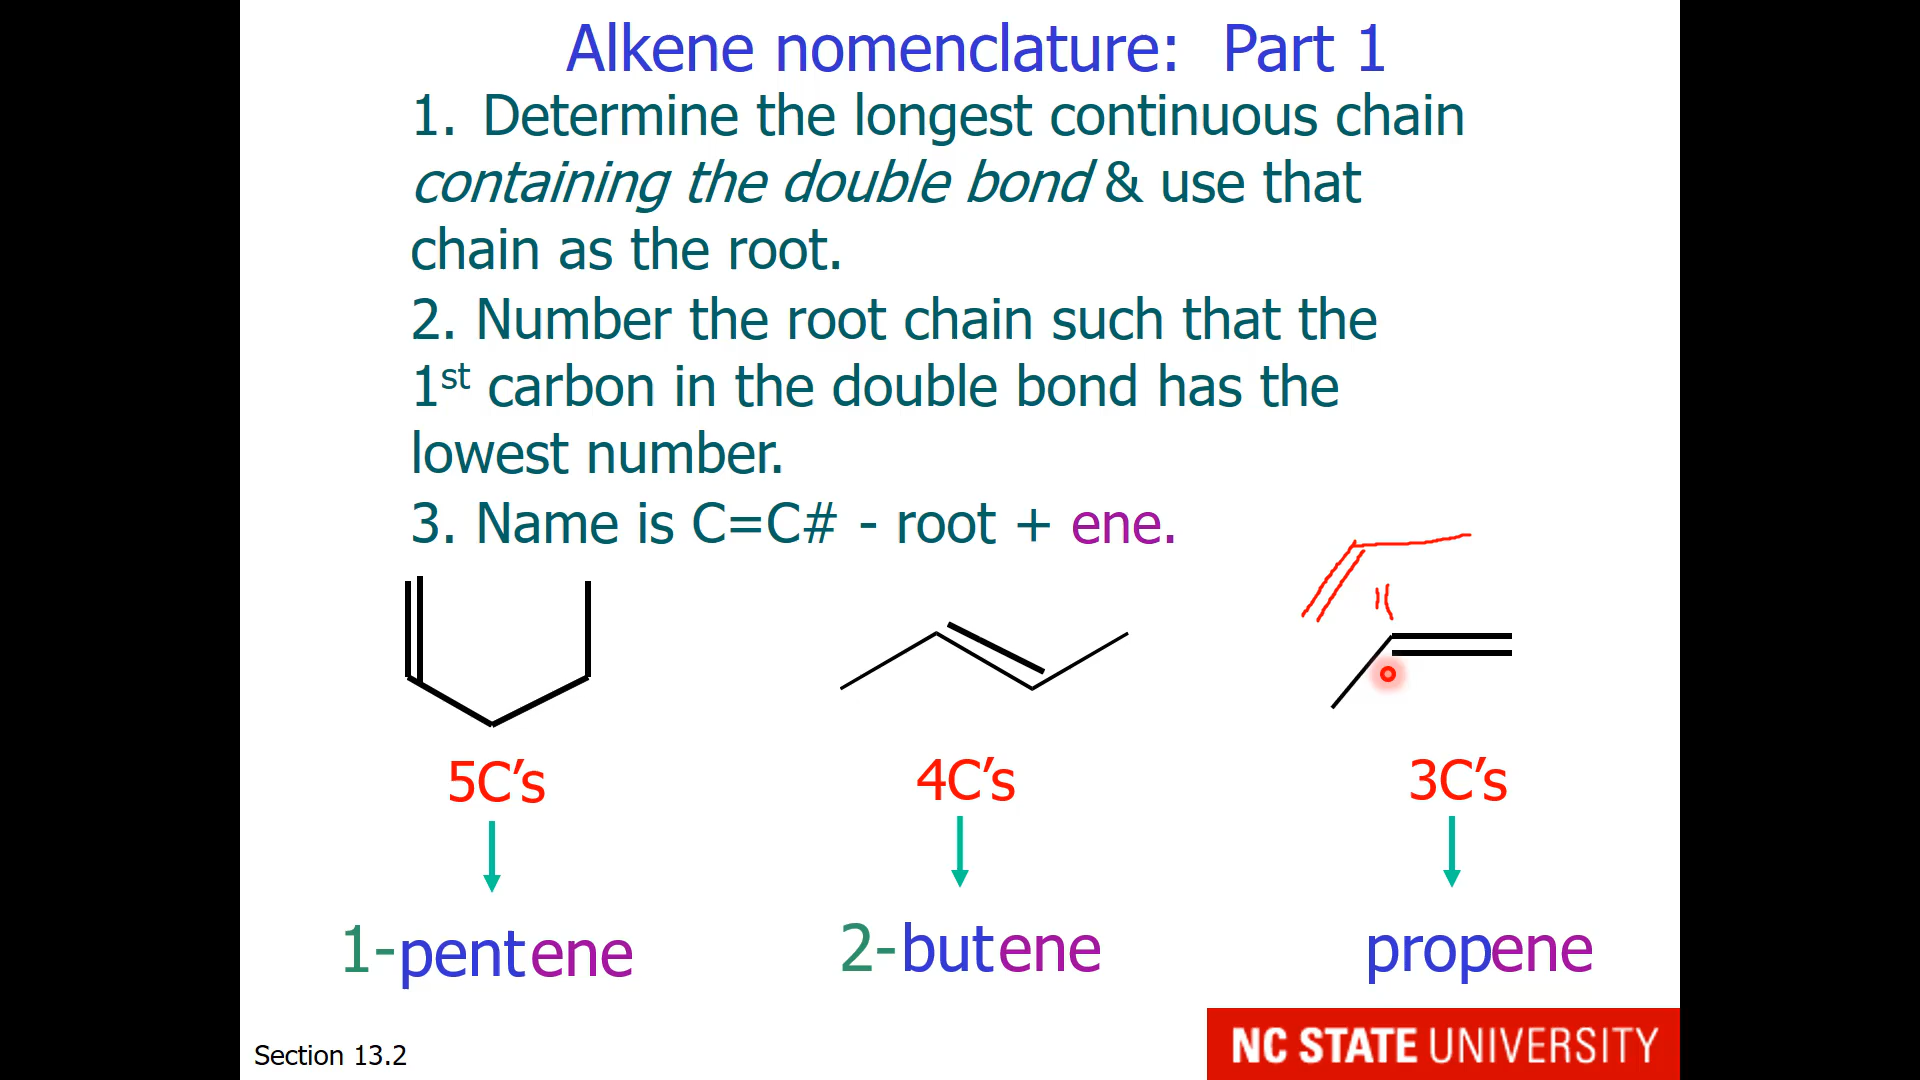 Alkene nomenclature: Part 1
1. Determine the longest continuous chain
containing the double bond & use that
chain as the root.
2. Number the root chain such that the
1st carbon in the double bond has the
lowest number.
3. Name is C=C# - root + ene.
5C’s 4C’s 3C’s
1-pentene 2-butene propene
Section 13.2
NC STATE UNIVERSITY